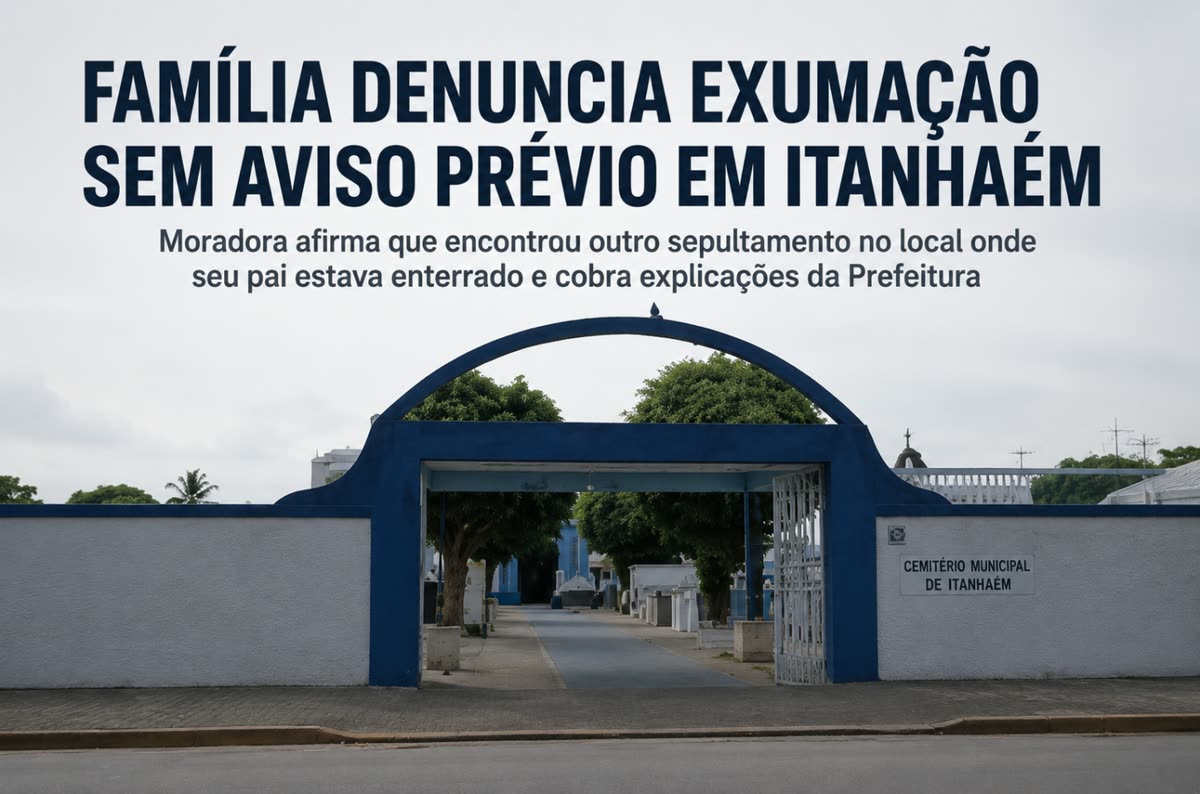 FAMÍLIA DENUNCIA EXUMAÇÃO
SEM AVISO PRÉVIO EM ITANHAÉM
Moradora afirma que encontrou outro sepultamento no local onde
seu pai estava enterrado e cobra explicações da Prefeitura
CEMITÉRIO MUNICIPAL
DE ITANHAÉM